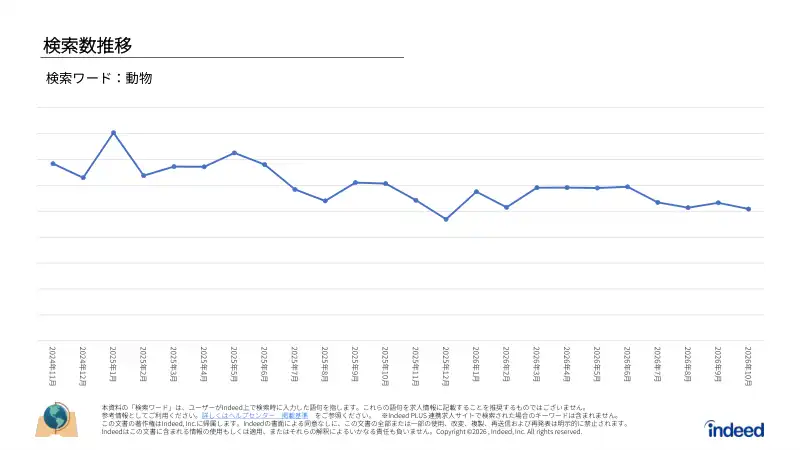 検索数推移
検索ワード：動物
2024年11月
2024年12月
2025年1月
2025年2月
2025年3月
2025年4月
2025年5月
2025年6月
2025年7月
2025年8月
2025年9月
2025年10月
2025年11月
2025年12月
2026年1月
2026年2月
2026年3月
2026年4月
2026年5月
2026年6月
2026年7月
2026年8月
2026年9月
2026年10月
本資料の「検索ワード」は、ユーザーがIndeed上で検索時に入力した語句を指します。これらの語句を求人情報に記載することを推奨するものではございません。
参考情報としてご利用ください。詳しくはヘルプセンター　掲載基準　をご参照ください。　※Indeed PLUS 連携求人サイトで検索された場合のキーワードは含まれません。
この文書の著作権はIndeed, Inc.に帰属します。Indeedの書面による同意なしに、この文書の全部または一部の使用、改変、複製、再送信および再発表は明示的に禁止されます。
Indeedはこの文書に含まれる情報の使用もしくは適用、またはそれらの解釈によるいかなる責任も負いません。Copyright ©2026 , Indeed, Inc. All rights reserved.
indeed